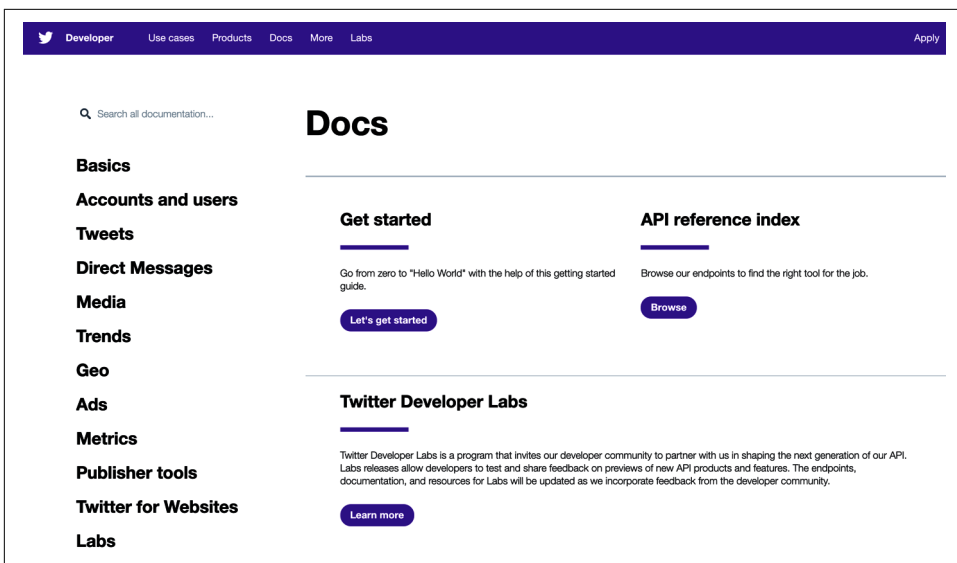 Developer Use cases Products Docs More Labs Apply
Search all documentation...
Basics
Accounts and users
Tweets
Direct Messages
Media
Trends
Geo
Ads
Metrics
Publisher tools
Twitter for Websites
Labs
Docs
Get started
Go from zero to "Hello World" with the help of this getting started
guide.
Let's get started
API reference index
Browse our endpoints to find the right tool for the job.
Browse
Twitter Developer Labs
Twitter Developer Labs is a program that invites our developer community to partner with us in shaping the next generation of our API.
Labs releases allow developers to test and share feedback on previews of new API products and features. The endpoints,
documentation, and resources for Labs will be updated as we incorporate feedback from the developer community.
Learn more